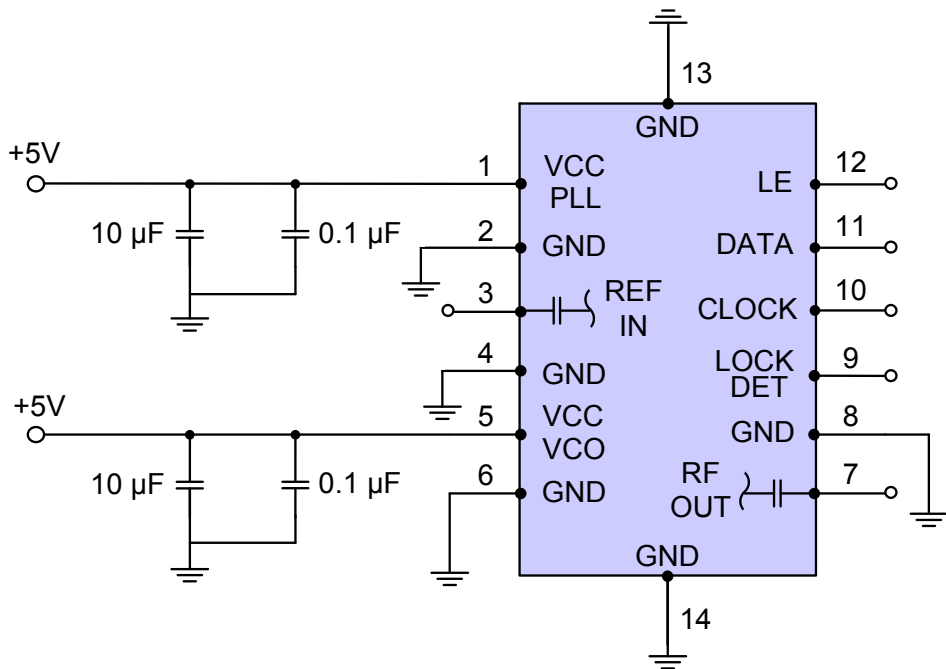 13
GND
+5V
1
VCC
PLL
10 µF
0.1 µF
2
GND
3
REF
IN
4
GND
+5V
5
VCC
VCO
10 µF
0.1 µF
6
GND
12
LE
11
DATA
10
CLOCK
9
LOCK
DET
8
GND
7
RF
OUT
GND
14